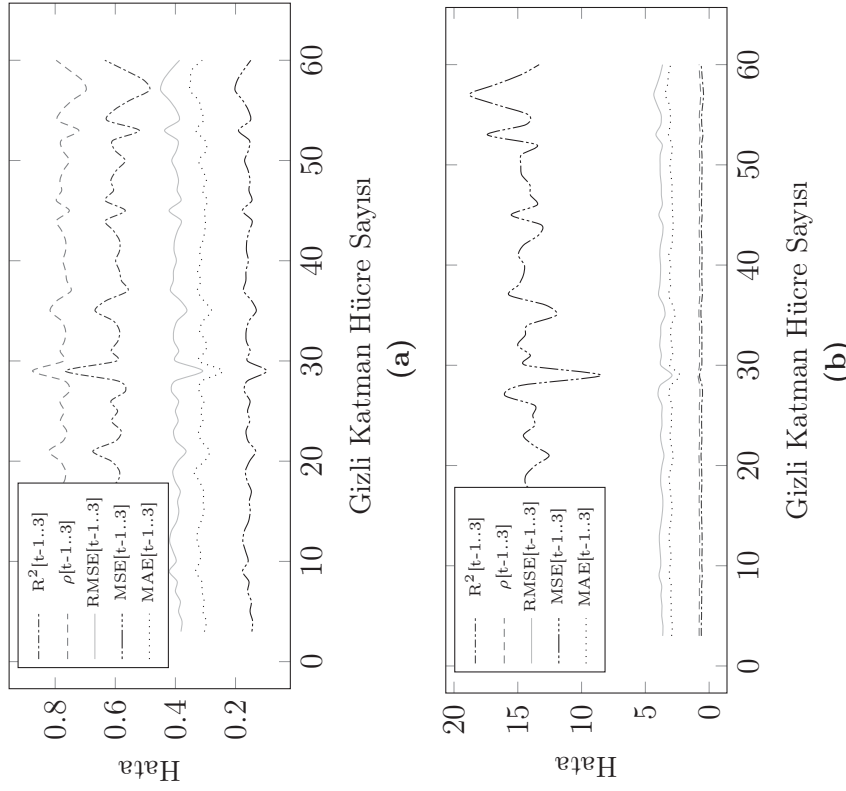 R²[t-1..3]
ρ[t-1..3]
RMSE[t-1..3]
MSE[t-1..3]
MAE[t-1..3]
0.8
0.6
0.4
0.2
Hata
0 10 20 30 40 50 60
Gizli Katman Hücre Sayısı
(a)
R²[t-1..3]
ρ[t-1..3]
RMSE[t-1..3]
MSE[t-1..3]
MAE[t-1..3]
20
15
10
5
0
Hata
0 10 20 30 40 50 60
Gizli Katman Hücre Sayısı
(b)